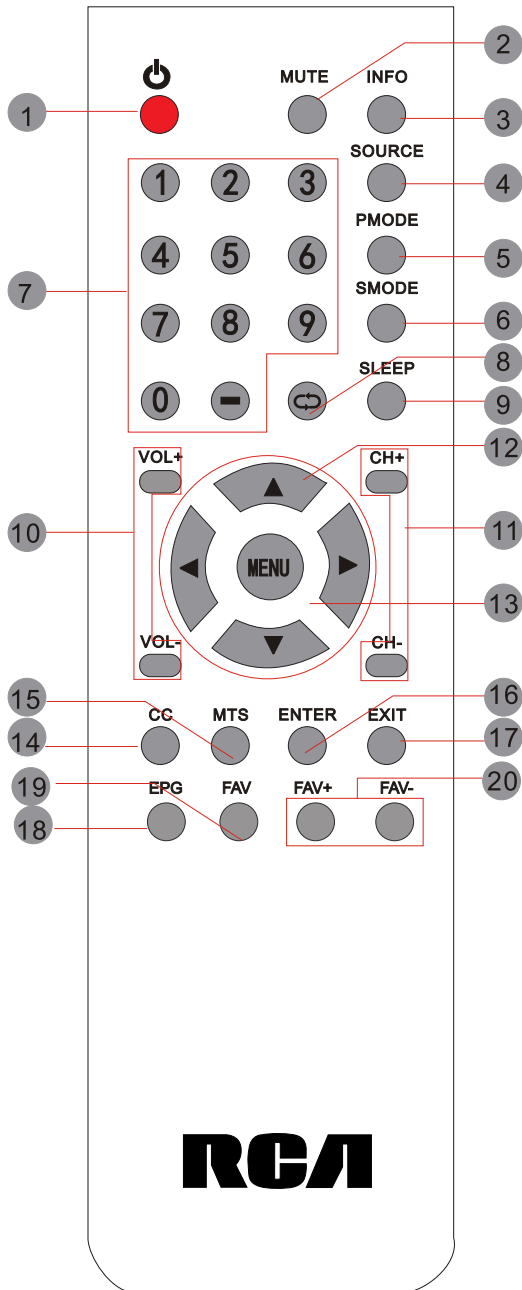 2
MUTE INFO
1
3
SOURCE
1 2 3
4
PMODE
4 5 6
5
7
SMODE
7 8 9
6
8
SLEEP
0 -
9
12
VOL+ CH+
10
11
MENU
13
VOL- CH-
15
16
CC MTS ENTER EXIT
14
17
19
20
EPG FAV FAV+ FAV-
18
RCA